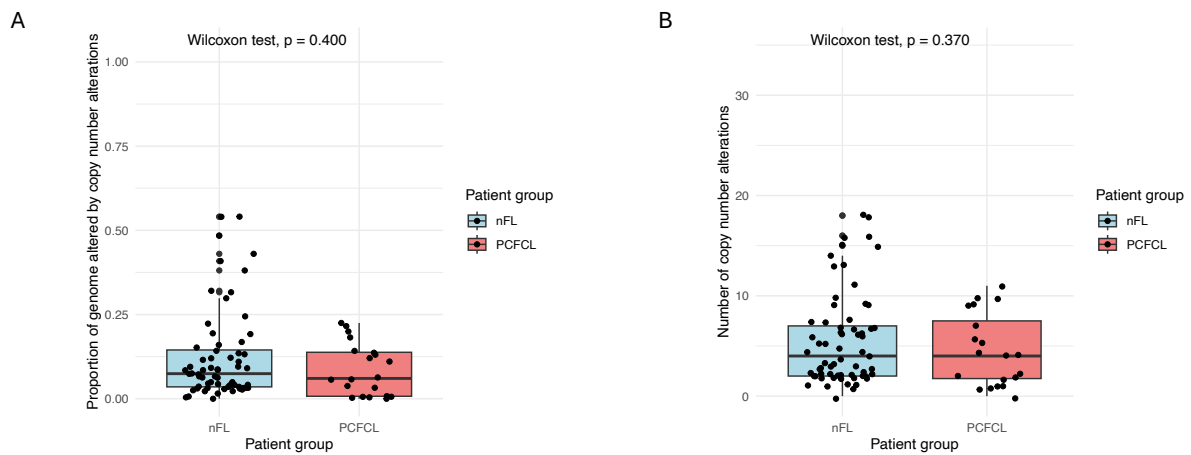 A
Wilcoxon test, p = 0.400
Proportion of genome altered by copy number alterations
1.00
0.75
0.50
0.25
0.00
nFL
PCFCL
Patient group
Patient group
nFL
PCFCL
B
Wilcoxon test, p = 0.370
Number of copy number alterations
30
20
10
0
nFL
PCFCL
Patient group
Patient group
nFL
PCFCL